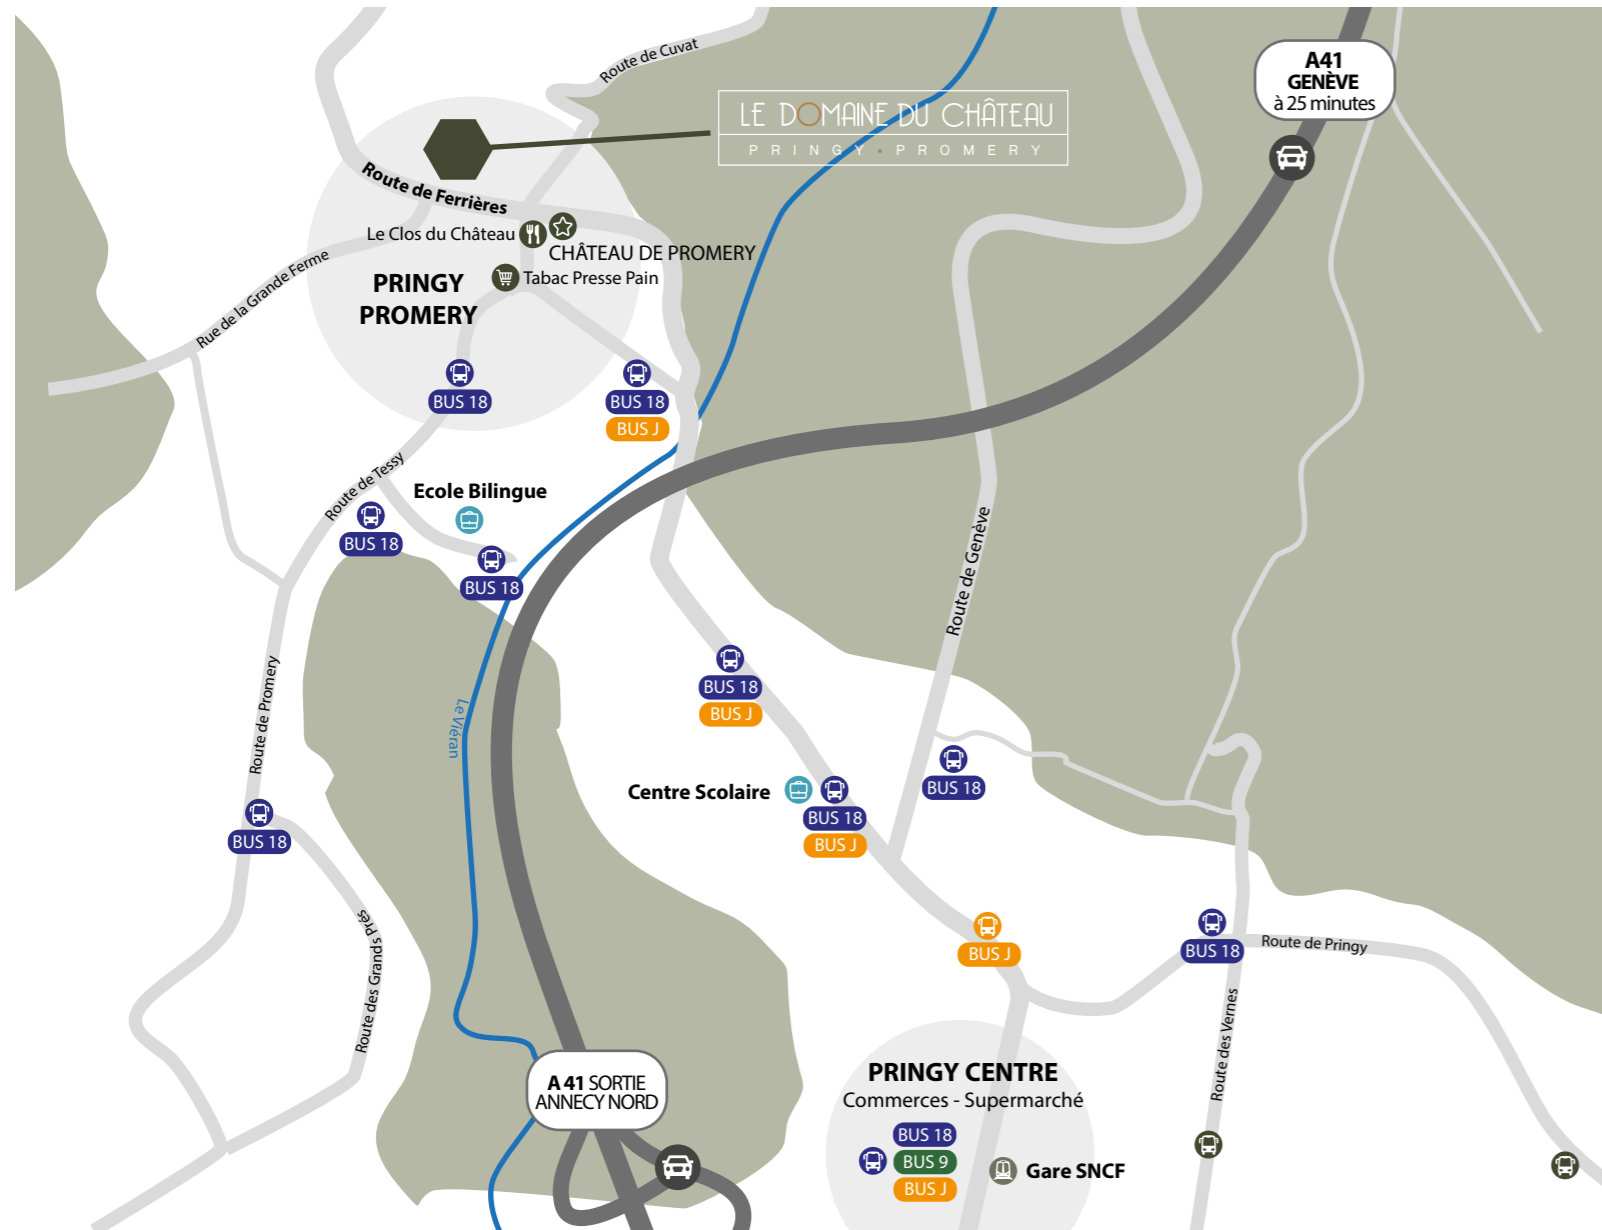 Route de Cuvat
A41
GENÈVE
à 25 minutes
LE DOMAINE DU CHÂTEAU
PRINGY • PROMERY
Route de Ferrières
Le Clos du Château
CHÂTEAU DE PROMERY
Rue de la Grande Ferme
Tabac Presse Pain
PRINGY
PROMERY
BUS 18
BUS 18
BUS J
Route de Tessy
Ecole Bilingue
BUS 18
BUS 18
Route de Genève
Route de Promery
Le Viéran
BUS 18
BUS J
Centre Scolaire
BUS 18
BUS J
BUS 18
BUS 18
Route des Grands Prés
BUS J
BUS 18
Route de Pringy
Route des Vernes
A 41 SORTIE
ANNECY NORD
PRINGY CENTRE
Commerces - Supermarché
BUS 18
BUS 9
BUS J
Gare SNCF